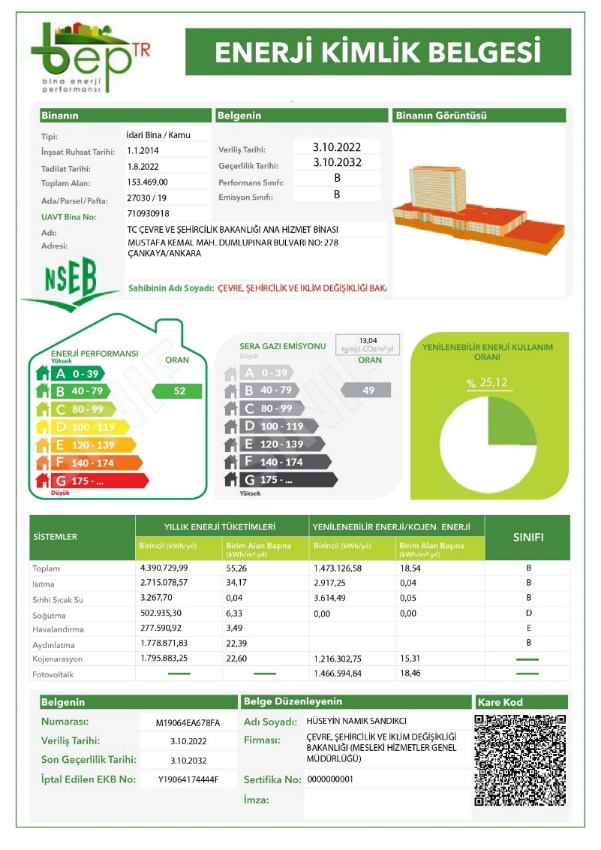 bepTR
bina enerji
performansı
ENERJİ KİMLİK BELGESİ
Binanın
Tipi: İdari Bina / Kamu
İnşaat Ruhsat Tarihi: 1.1.2014
Tadilat Tarihi: 1.8.2022
Toplam Alan: 153.469,00
Ada/Parsel/Pafta: 27030 / 19
UAVT Bina No: 710930918
Adı: TC ÇEVRE VE ŞEHİRCİLİK BAKANLIĞI ANA HİZMET BİNASI
Adresi: MUSTAFA KEMAL MAH. DUMLUPINAR BULVARI NO: 278
ÇANKAYA/ANKARA
Belgenin
Veriliş Tarihi: 3.10.2022
Geçerlilik Tarihi: 3.10.2032
Performans Sınıfı: B
Emisyon Sınıfı: B
Binanın Görüntüsü
NSEB
Sahibinin Adı Soyadı: ÇEVRE, ŞEHİRCİLİK VE İKLİM DEĞİŞİKLİĞİ BAK
ENERJİ PERFORMANSI
Yüksek
ORAN
A 0 - 39
B 40 - 79 52
C 80 - 99
D 100 - 119
E 120 - 139
F 140 - 174
G 175 - ...
Düşük
SERA GAZI EMİSYONU
Düşük
13,04
kg eşd. CO2/m².yıl
ORAN
A 0 - 39
B 40 - 79 49
C 80 - 99
D 100 - 119
E 120 - 139
F 140 - 174
G 175 - ...
Yüksek
YENİLENEBİLİR ENERJİ KULLANIM
ORANI
% 25,12
SİSTEMLER YILLIK ENERJİ TÜKETİMLERİ YENİLENEBİLİR ENERJİ/KOJEN. ENERJİ SINIFI
Birincil (kWh/yıl) Birim Alan Başına (kWh/m².yıl) Birincil (kWh/yıl) Birim Alan Başına (kWh/m².yıl)
Toplam 4.390.729,99 55,26 1.473.126,58 18,54 B
Isıtma 2.715.078,57 34,17 2.917,25 0,04 B
Sıhhi Sıcak Su 3.267,70 0,04 3.614,49 0,05 B
Soğutma 502.935,30 6,33 0,00 0,00 D
Havalandırma 277.590,92 3,49 E
Aydınlatma 1.778.871,83 22,39 B
Kojenarasyon 1.795.883,25 22,60 1.216.302,75 15,31
Fotovoltaik 1.466.594,84 18,46
Belgenin
Numarası: M19064EA678FA
Veriliş Tarihi: 3.10.2022
Son Geçerlilik Tarihi: 3.10.2032
İptal Edilen EKB No: Y19064174444F
Belge Düzenleyenin
Adı Soyadı: HÜSEYİN NAMIK SANDIKCI
Firması: ÇEVRE, ŞEHİRCİLİK VE İKLİM DEĞİŞİKLİĞİ
BAKANLIĞI (MESLEKİ HİZMETLER GENEL
MÜDÜRLÜĞÜ)
Sertifika No: 0000000001
İmza:
Kare Kod